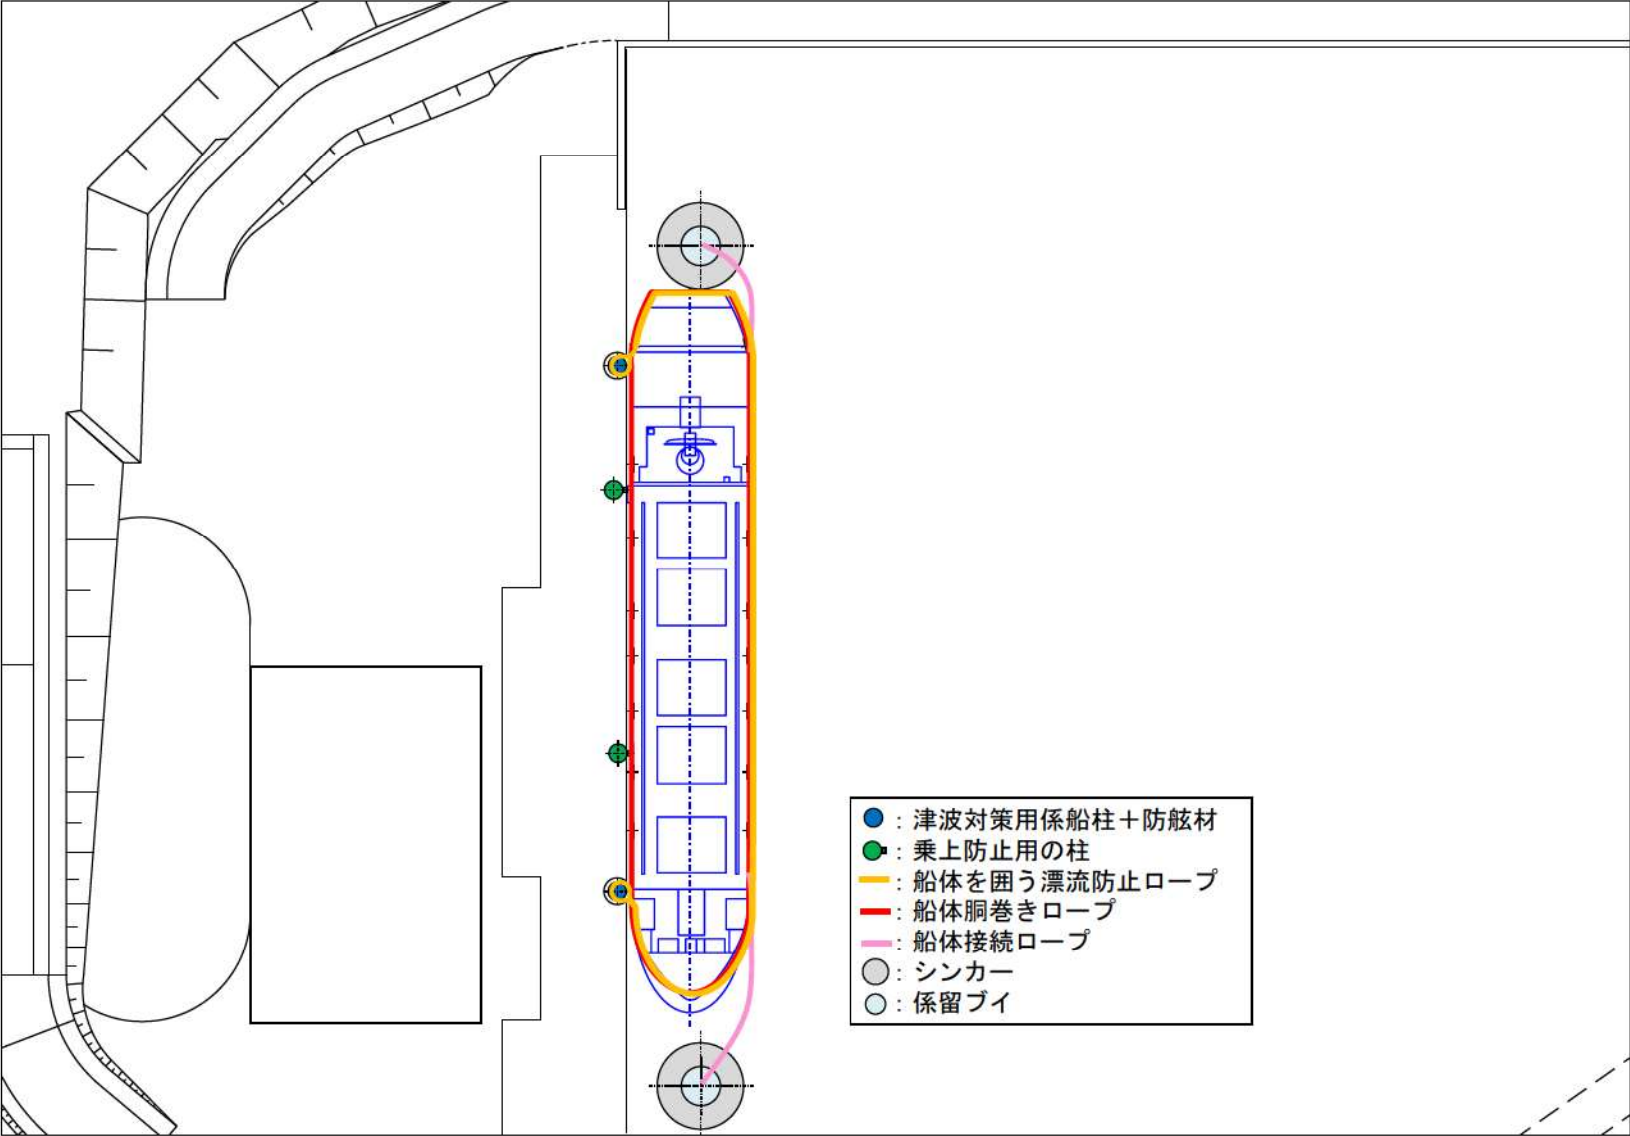 ：津波対策用係船柱＋防舷材
：乗上防止用の柱
：船体を囲う漂流防止ロープ
：船体胴巻きロープ
：船体接続ロープ
：シンカー
：係留ブイ